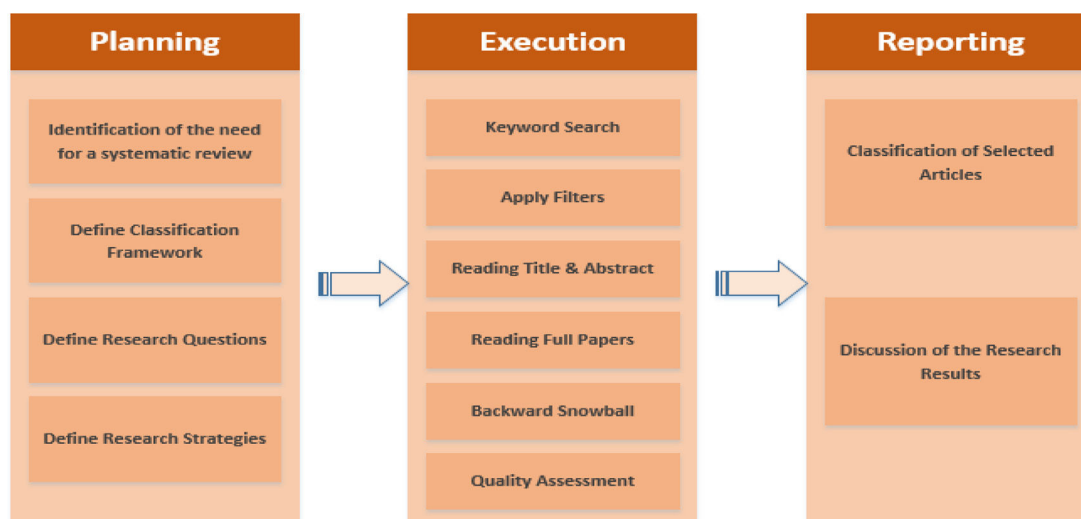 Planning
Identification of the need
for a systematic review
Define Classification
Framework
Define Research Questions
Define Research Strategies
Execution
Keyword Search
Apply Filters
Reading Title & Abstract
Reading Full Papers
Backward Snowball
Quality Assessment
Reporting
Classification of Selected
Articles
Discussion of the Research
Results